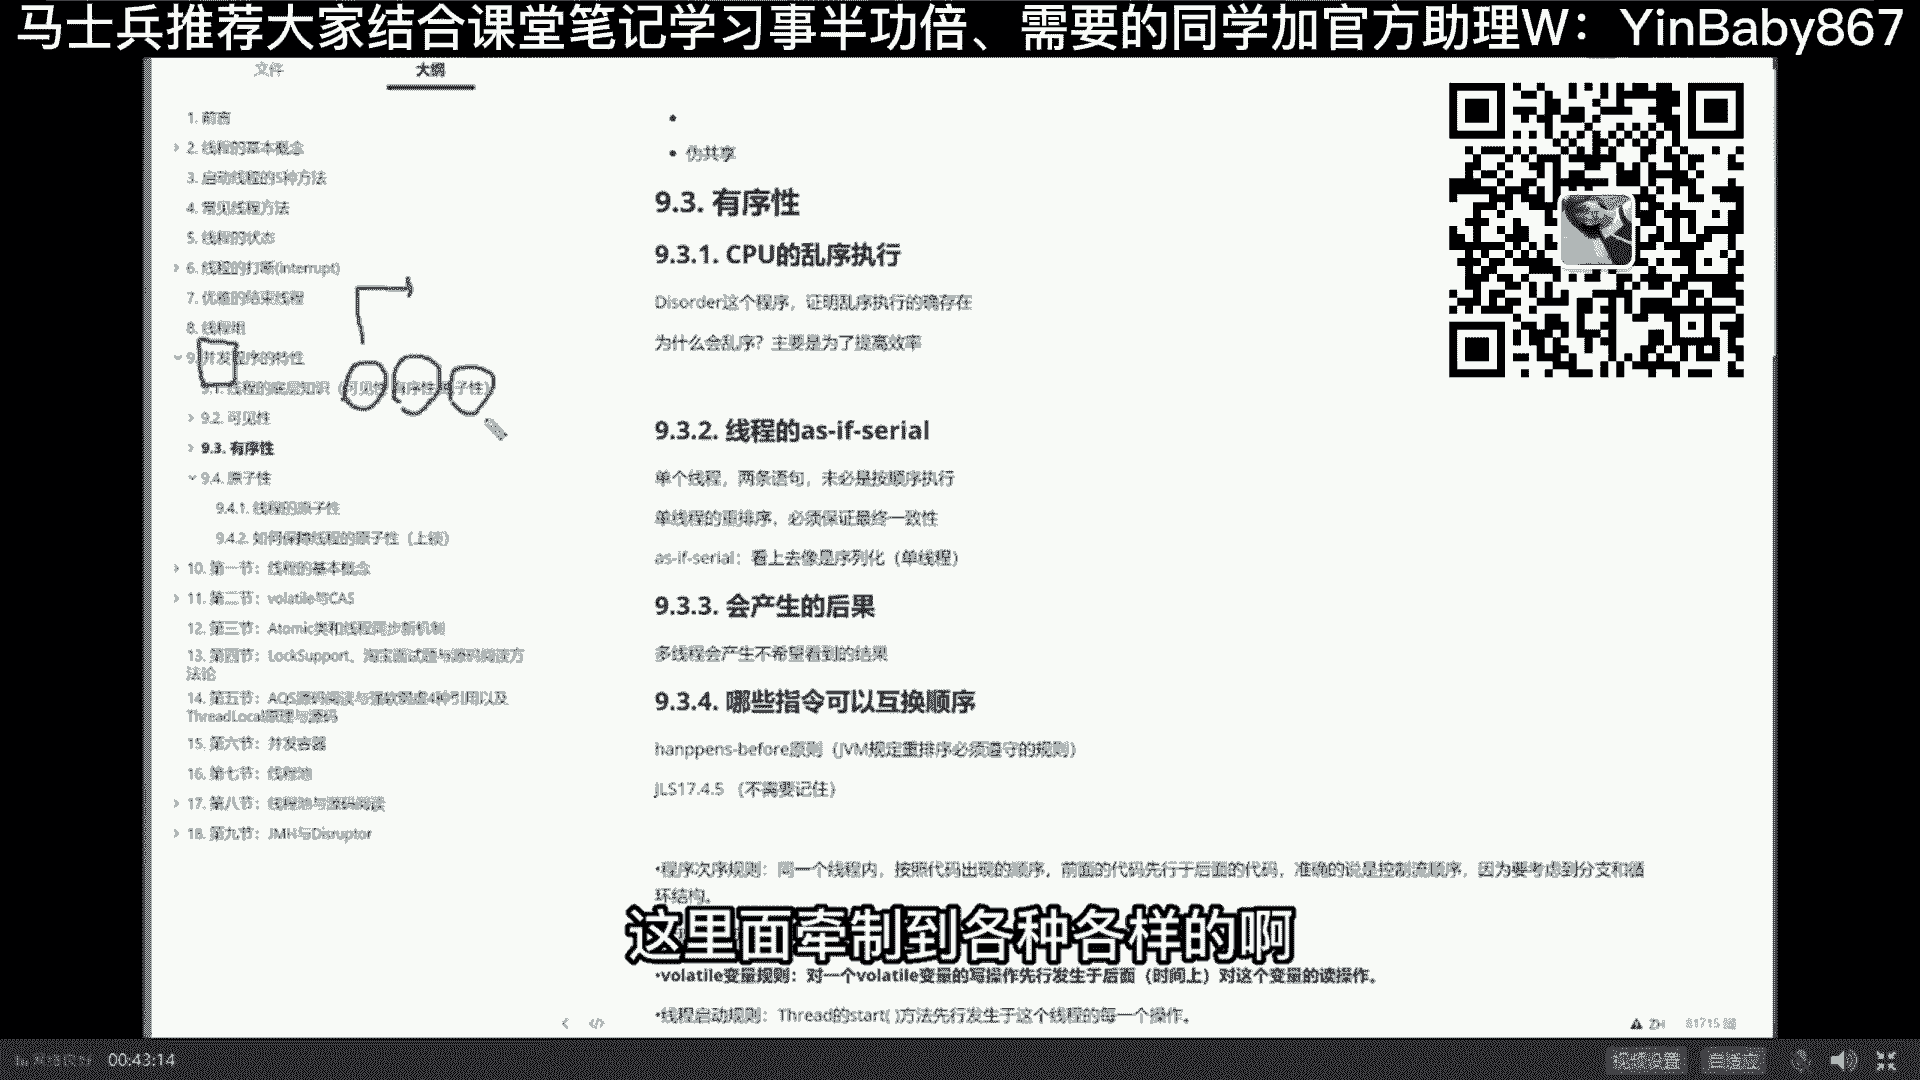 马士兵推荐大家结合课堂笔记学习事半功倍、需要的同学加官方助理W：YinBaby867
文件
大纲
1. 前言
2. 线程的基本概念
3. 启动线程的5种方法
4. 常见线程方法
5. 线程的状态
6. 线程的打断(interrupt)
7. 优雅的结束线程
8. 线程组
9. 并发程序的特性
9.1. 线程的底层知识（可见性 有序性 原子性）
9.2. 可见性
9.3. 有序性
9.4. 原子性
9.4.1. 线程的原子性
9.4.2. 如何保障线程的原子性（上锁）
10. 第一节：线程的基本概念
11. 第二节：volatile与CAS
12. 第三节：Atomic类和线程同步新机制
13. 第四节：LockSupport、淘宝面试题与源码阅读方
法论
14. 第五节：AQS源码阅读与强软弱虚4种引用以及
ThreadLocal原理与源码
15. 第六节：并发容器
16. 第七节：线程池
17. 第八节：线程池与源码阅读
18. 第九节：JMH与Disruptor
伪共享
9.3. 有序性
9.3.1. CPU的乱序执行
Disorder这个程序，证明乱序执行的确存在
为什么会乱序？主要是为了提高效率
9.3.2. 线程的as-if-serial
单个线程，两条语句，未必是按顺序执行
单线程的重排序，必须保证最终一致性
as-if-serial：看上去像是序列化（单线程）
9.3.3. 会产生的后果
多线程会产生不希望看到的结果
9.3.4. 哪些指令可以互换顺序
hanppens-before原则（JVM规定重排序必须遵守的规则）
JLS17.4.5 （不需要记住）
•程序次序规则：同一个线程内，按照代码出现的顺序，前面的代码先行于后面的代码，准确的说是控制流顺序，因为要考虑到分支和循
环结构。
这里面牵制到各种各样的啊
•volatile变量规则：对一个volatile变量的写操作先行发生于后面（时间上）对这个变量的读操作。
•线程启动规则：Thread的start( )方法先行发生于这个线程的每一个操作。
ZH
81715 词
00:43:14
视频设置
自适应